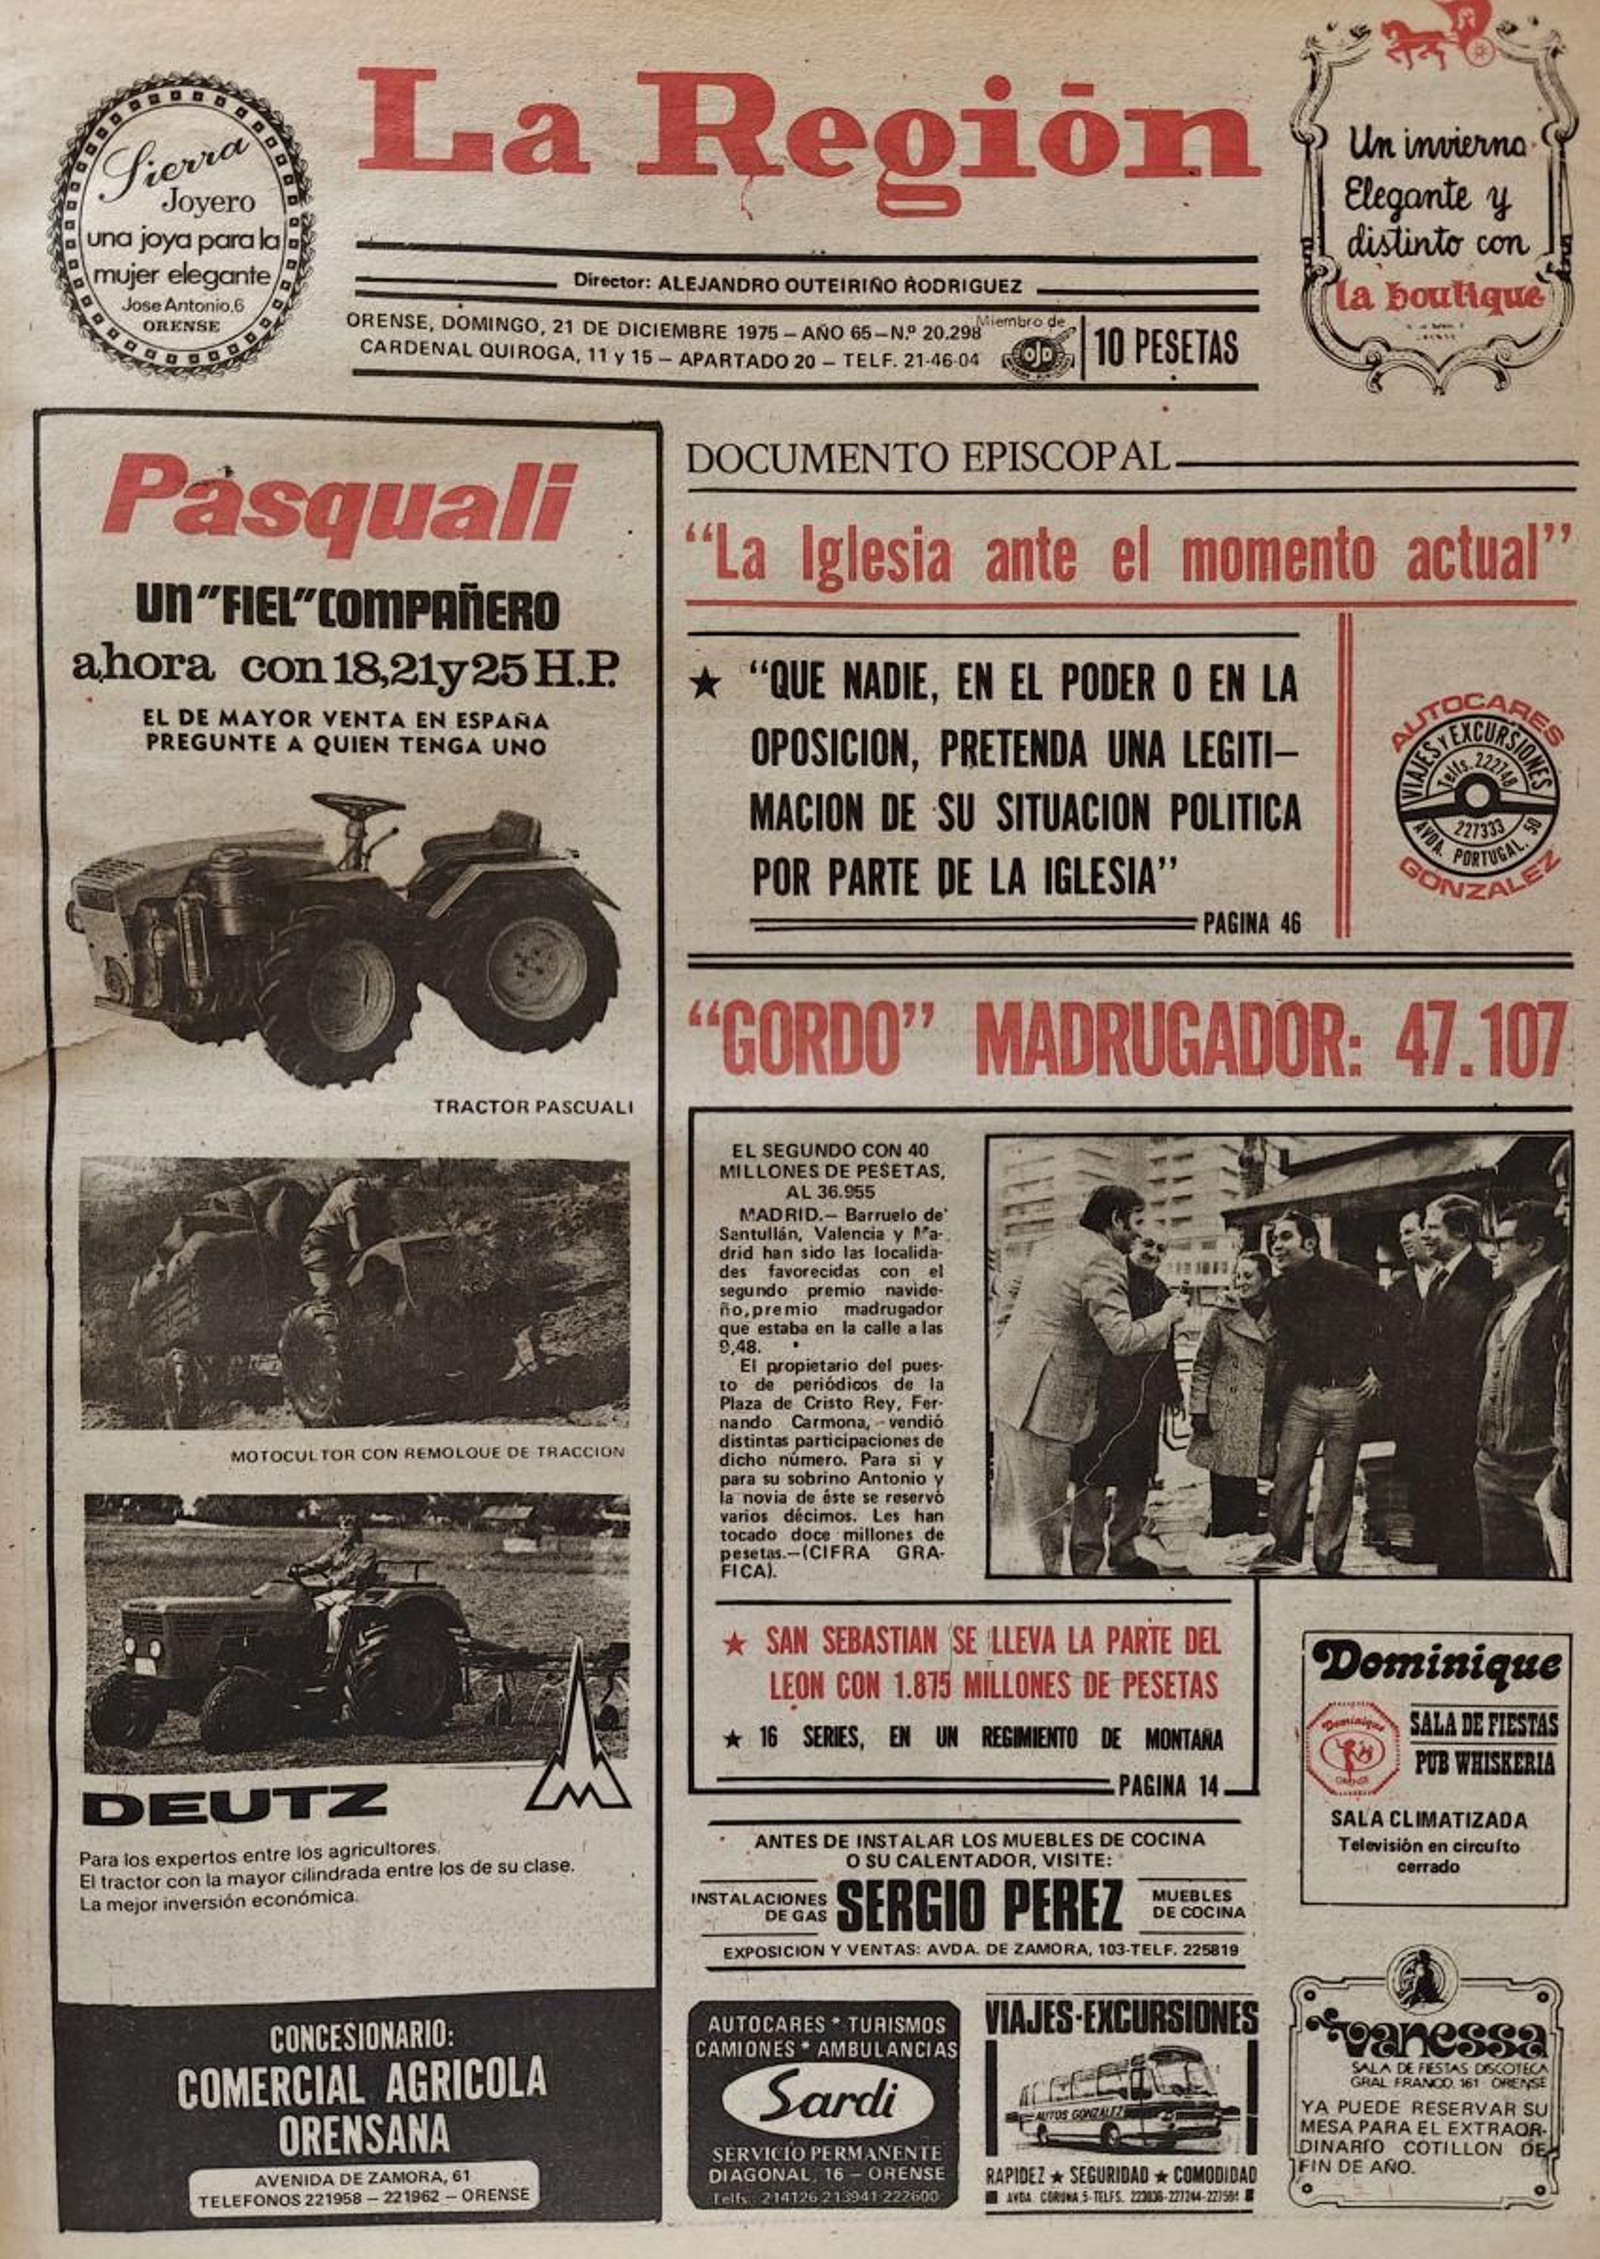 Sierra
Joyero
una joya para la
mujer elegante
Jose Antonio, 6
ORENSE
La Región
Director: ALEJANDRO OUTEIRIÑO RODRIGUEZ
ORENSE, DOMINGO, 21 DE DICIEMBRE 1975 — AÑO 65 — N.º 20.298
CARDENAL QUIROGA, 11 y 15 — APARTADO 20 — TELF. 21-46-04
Miembro de
OJD
10 PESETAS
Un invierno
Elegante y
distinto con
la boutique
Pasquali
UN "FIEL" COMPAÑERO
ahora con 18,21 y 25 H.P.
EL DE MAYOR VENTA EN ESPAÑA
PREGUNTE A QUIEN TENGA UNO
TRACTOR PASCUALI
MOTOCULTOR CON REMOLQUE DE TRACCION
DEUTZ
Para los expertos entre los agricultores.
El tractor con la mayor cilindrada entre los de su clase.
La mejor inversión económica.
CONCESIONARIO:
COMERCIAL AGRICOLA
ORENSANA
AVENIDA DE ZAMORA, 61
TELEFONOS 221958 — 221962 — ORENSE
DOCUMENTO EPISCOPAL
“La Iglesia ante el momento actual”
★ “QUE NADIE, EN EL PODER O EN LA
OPOSICION, PRETENDA UNA LEGITI—
MACION DE SU SITUACION POLITICA
POR PARTE DE LA IGLESIA”
PAGINA 46
AUTOCARES
VIAJES Y EXCURSIONES
Telfs. 222748
227333
AVDA. PORTUGAL, 50
GONZALEZ
“GORDO” MADRUGADOR: 47.107
EL SEGUNDO CON 40
MILLONES DE PESETAS,
AL 36.955
MADRID.— Barruelo de
Santullán, Valencia y Ma-
drid han sido las localida-
des favorecidas con el
segundo premio navide-
ño, premio madrugador
que estaba en la calle a las
9,48.
El propietario del pues-
to de periódicos de la
Plaza de Cristo Rey, Fer-
nando Carmona, vendió
distintas participaciones de
dicho número. Para si y
para su sobrino Antonio y
la novia de éste se reservó
varios décimos. Les han
tocado doce millones de
pesetas.—(CIFRA GRA-
FICA).
★ SAN SEBASTIAN SE LLEVA LA PARTE DEL
LEON CON 1.875 MILLONES DE PESETAS
★ 16 SERIES, EN UN REGIMIENTO DE MONTAÑA
PAGINA 14
Dominique
Dominique
ORENSE
SALA DE FIESTAS
PUB WHISKERIA
SALA CLIMATIZADA
Televisión en circuito
cerrado
ANTES DE INSTALAR LOS MUEBLES DE COCINA
O SU CALENTADOR, VISITE:
INSTALACIONES
DE GAS
SERGIO PEREZ
MUEBLES
DE COCINA
EXPOSICION Y VENTAS: AVDA. DE ZAMORA, 103-TELF. 225819
AUTOCARES * TURISMOS
CAMIONES * AMBULANCIAS
Sardi
SERVICIO PERMANENTE
DIAGONAL, 16 — ORENSE
Telfs. 214126 213941 222600
VIAJES-EXCURSIONES
AUTOS GONZALEZ
RAPIDEZ ★ SEGURIDAD ★ COMODIDAD
AVDA. CORUÑA, 5-TELFS.
vanessa
SALA DE FIESTAS DISCOTECA
GRAL. FRANCO, 161 ORENSE
YA PUEDE RESERVAR SU
MESA PARA EL EXTRAOR-
DINARIO COTILLON DE
FIN DE AÑO.